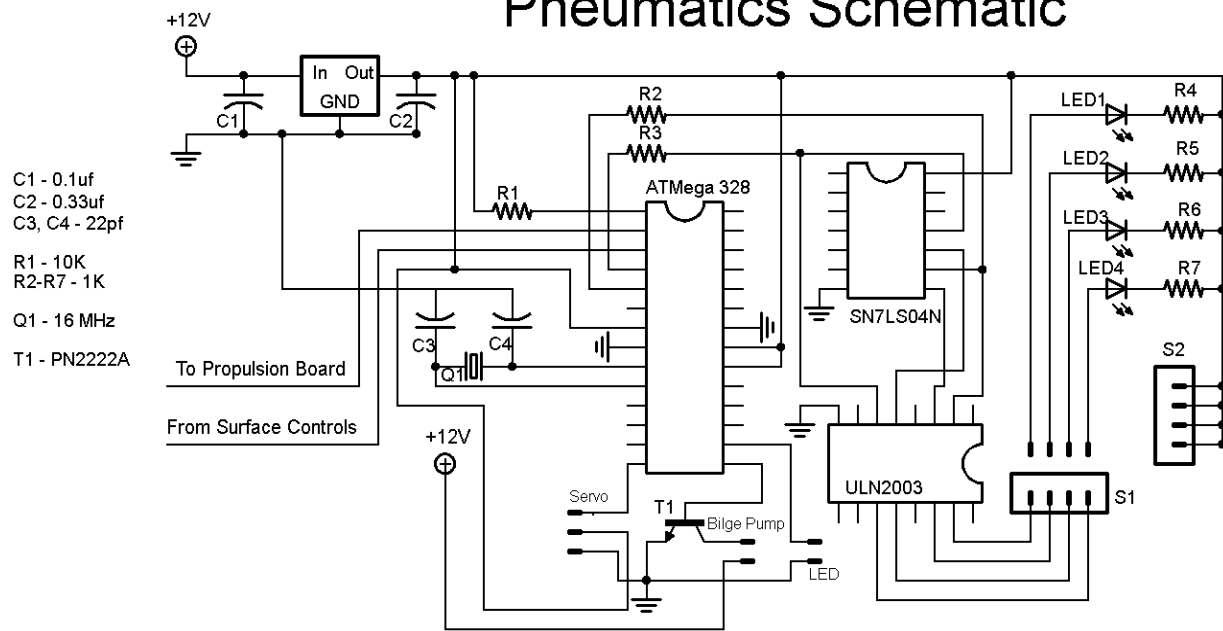 Pneumatics Schematic
+12V
In Out
GND
C1
C2
R2
R3
LED1
R4
LED2
R5
LED3
R6
LED4
R7
C1 - 0.1uf
C2 - 0.33uf
C3, C4 - 22pf
R1 - 10K
R2-R7 - 1K
Q1 - 16 MHz
T1 - PN2222A
R1
ATMega 328
SN7LS04N
C3
C4
Q1
To Propulsion Board
From Surface Controls
+12V
S2
ULN2003
S1
Servo
T1
Bilge Pump
LED